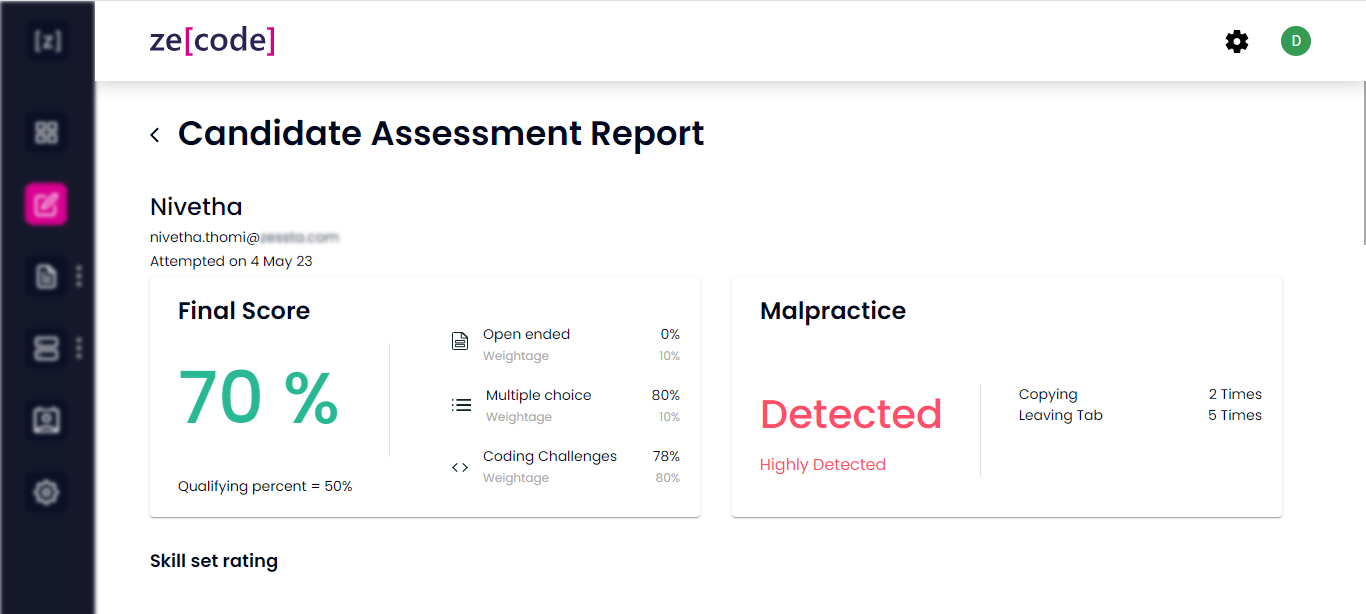 [z]
ze[code]
D
Candidate Assessment Report
Nivetha
nivetha.thomi@
Attempted on 4 May 23
Final Score
70 %
Qualifying percent = 50%
Open ended 0%
Weightage 10%
Multiple choice 80%
Weightage 10%
Coding Challenges 78%
Weightage 80%
Malpractice
Detected
Highly Detected
Copying 2 Times
Leaving Tab 5 Times
Skill set rating